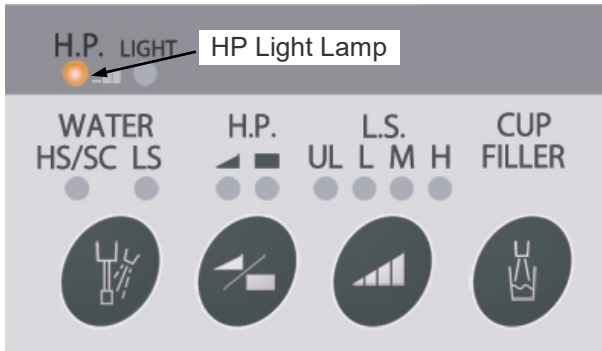 H.P. LIGHT
HP Light Lamp
WATER
HS/SC LS
H.P.
L.S.
UL L M H
CUP
FILLER